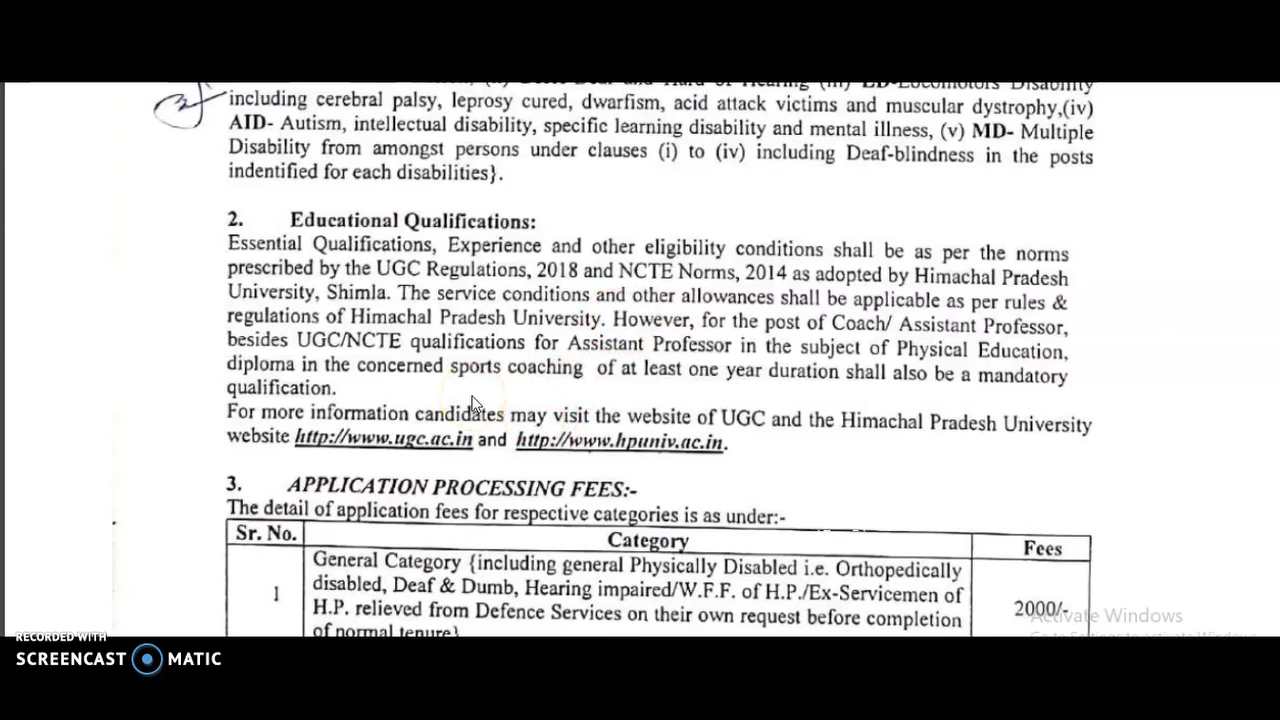 including cerebral palsy, leprosy cured, dwarfism, acid attack victims and muscular dystrophy,(iv)
AID- Autism, intellectual disability, specific learning disability and mental illness, (v) MD- Multiple
Disability from amongst persons under clauses (i) to (iv) including Deaf-blindness in the posts
indentified for each disabilities}.
2. Educational Qualifications:
Essential Qualifications, Experience and other eligibility conditions shall be as per the norms
prescribed by the UGC Regulations, 2018 and NCTE Norms, 2014 as adopted by Himachal Pradesh
University, Shimla. The service conditions and other allowances shall be applicable as per rules &
regulations of Himachal Pradesh University. However, for the post of Coach/ Assistant Professor,
besides UGC/NCTE qualifications for Assistant Professor in the subject of Physical Education,
diploma in the concerned sports coaching of at least one year duration shall also be a mandatory
qualification.
For more information candidates may visit the website of UGC and the Himachal Pradesh University
website http://www.ugc.ac.in and http://www.hpuniv.ac.in.
3. APPLICATION PROCESSING FEES:-
The detail of application fees for respective categories is as under:-
Sr. No. Category Fees
1 General Category {including general Physically Disabled i.e. Orthopedically
disabled, Deaf & Dumb, Hearing impaired/W.F.F. of H.P./Ex-Servicemen of
H.P. relieved from Defence Services on their own request before completion
of normal tenure}
2000/-
Activate Windows
RECORDED WITH
SCREENCAST MATIC